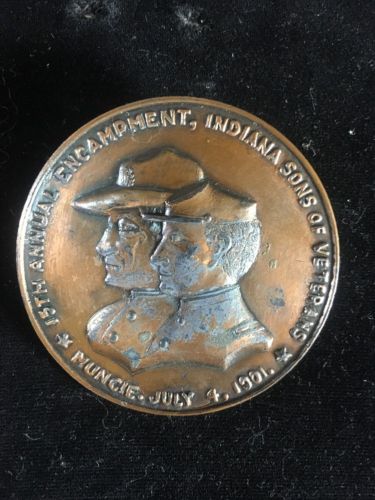 15TH ANNUAL ENCAMPMENT, INDIANA SONS OF VETERANS
MUNCIE. JULY 4, 1901.